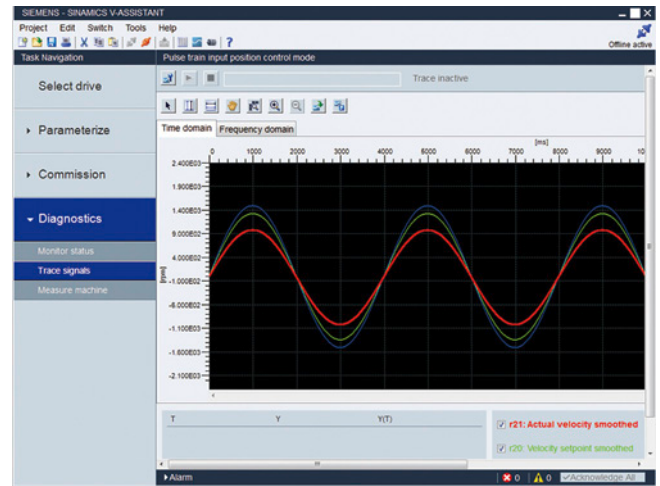 SIEMENS - SINAMICS V-ASSISTANT
Project Edit Switch Tools Help
?
Offline active
Task Navigation
Pulse train input position control mode
Select drive
Trace inactive
Parameterize
Commission
Diagnostics
Monitor status
Trace signals
Measure machine
Time domain Frequency domain
[ms]
0 1000 2000 3000 4000 5000 6000 7000 8000 9000 10
2.400E03
1.900E03
1.400E03
9.000E02
4.000E02
[rpm]
-1.000E02
-6.000E02
-1.100E03
-1.600E03
-2.100E03
T Y Y(T)
r21: Actual velocity smoothed
r20: Velocity setpoint smoothed
Alarm
0 0 Acknowledge All